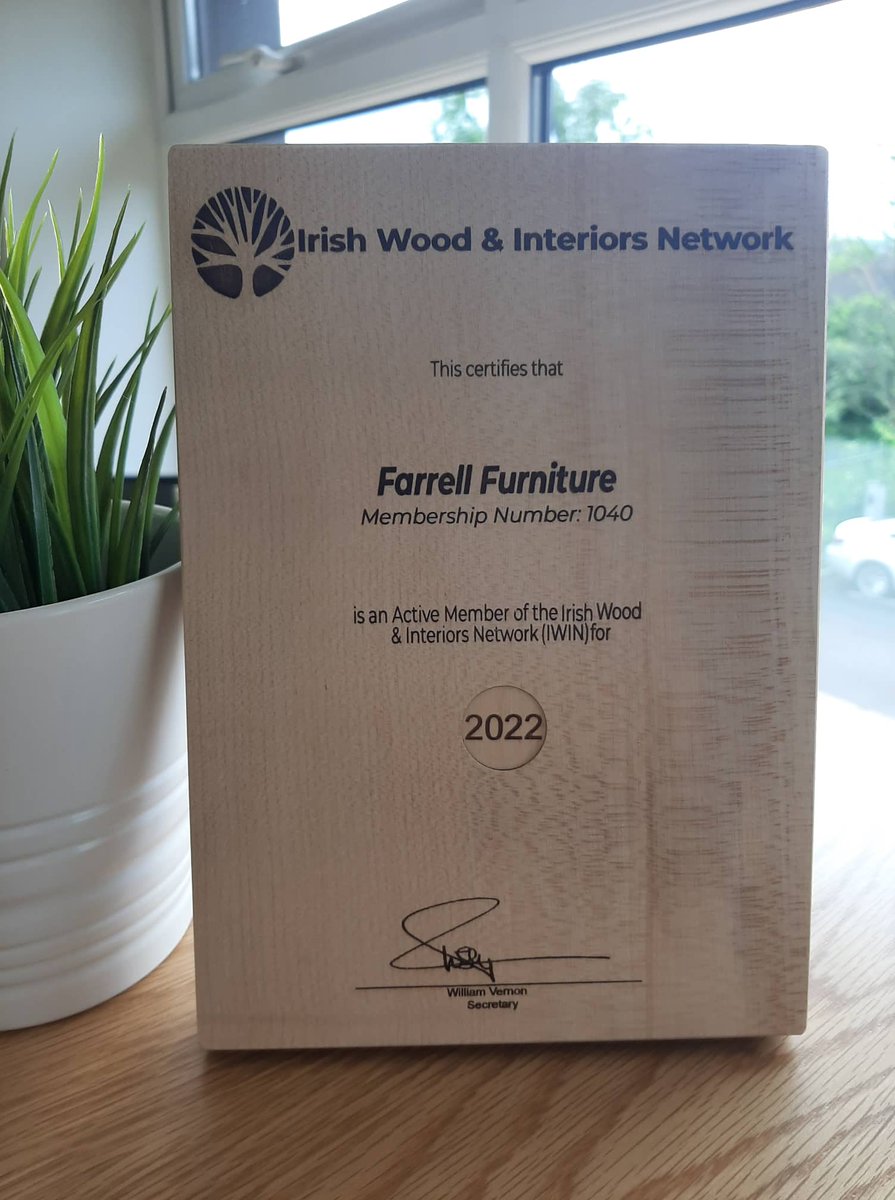 Irish Wood & Interiors Network
This certifies that
Farrell Furniture
Membership Number: 1040
is an Active Member of the Irish Wood
& Interiors Network (IWIN) for
2022
William Vernon
Secretary